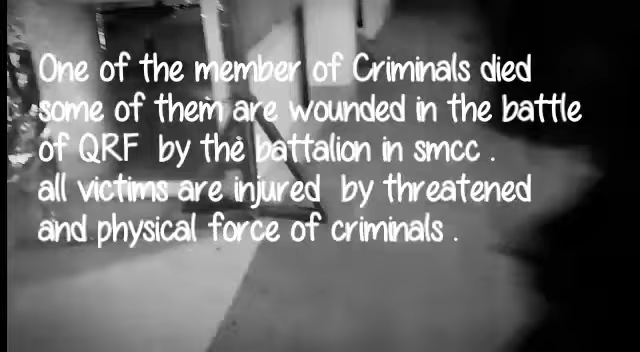 One of the member of Criminals died
some of them are wounded in the battle
of QRF by the battalion in smcc .
all victims are injured by threatened
and physical force of criminals .